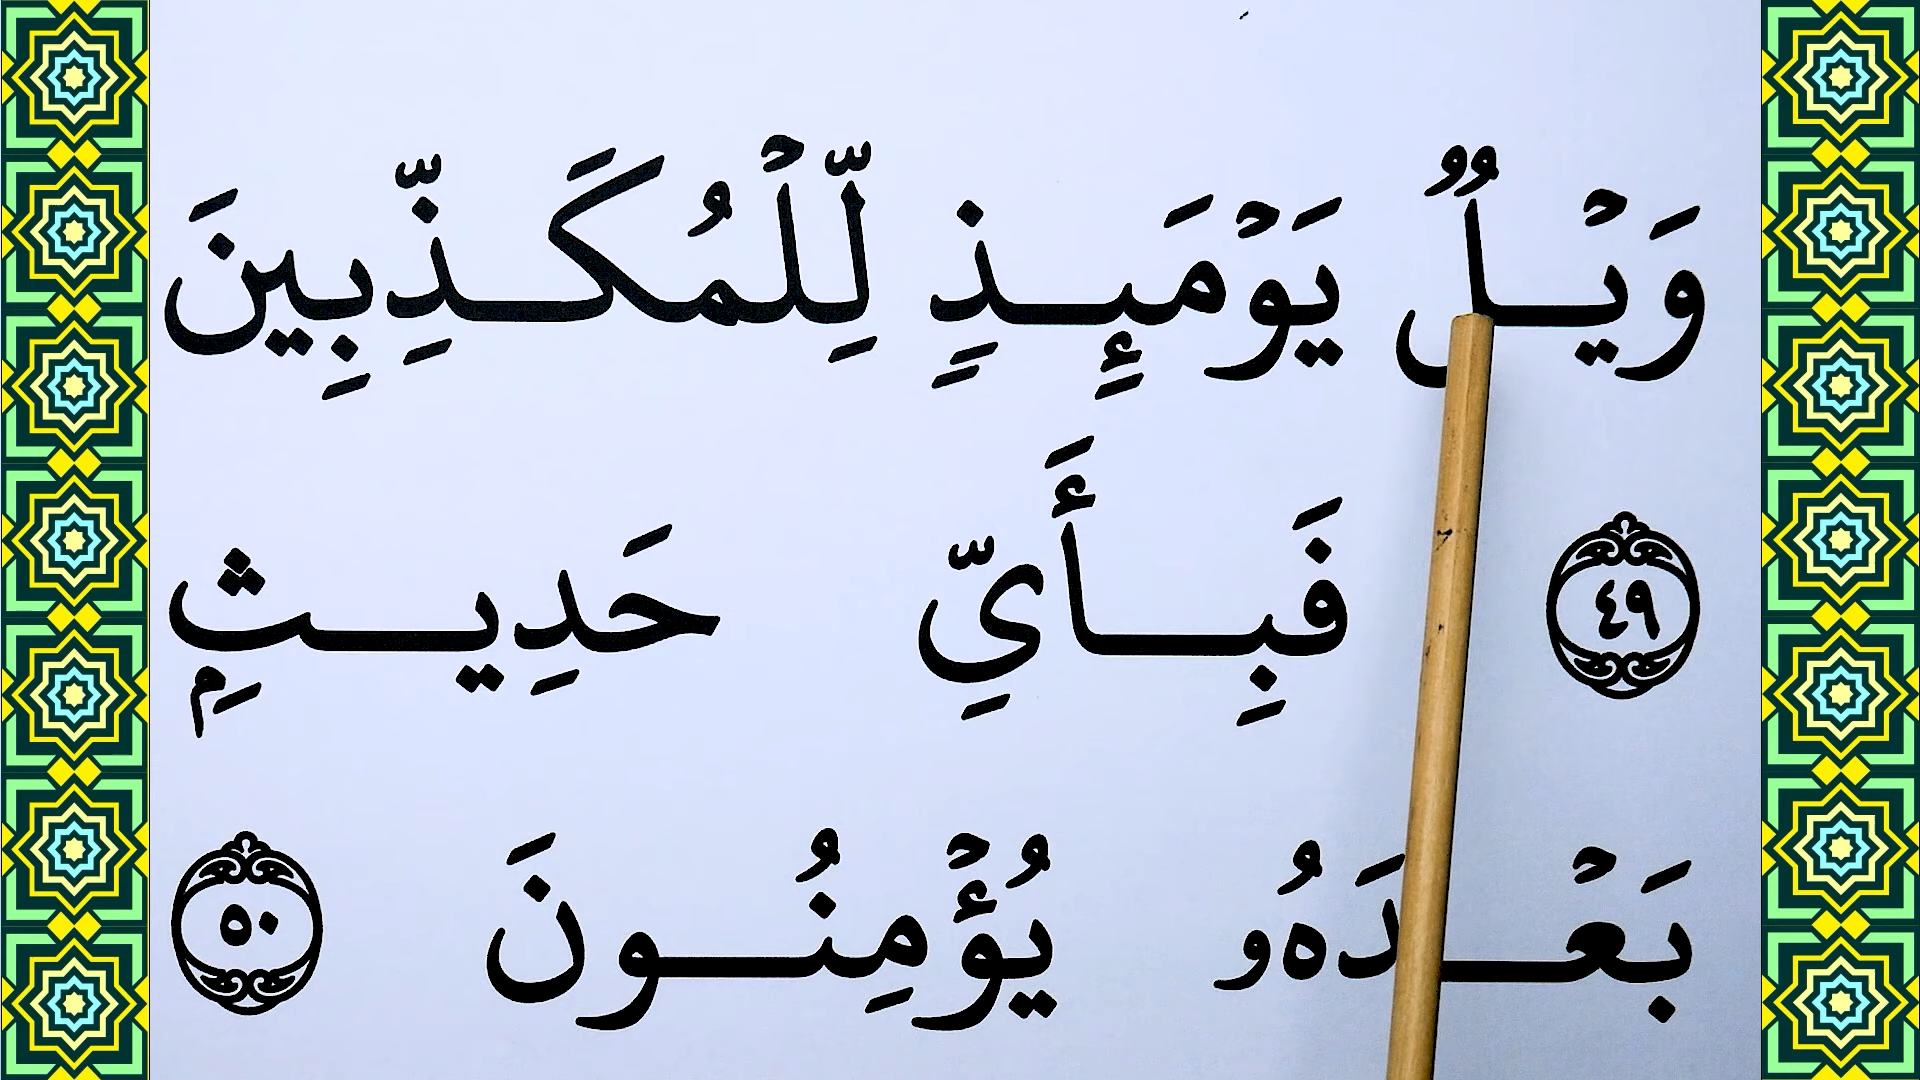 وَيۡلٞ يَوۡمَئِذٖ لِّلۡمُكَذِّبِينَ
٤٩ فَبِأَيِّ حَدِيثِۭ
بَعۡدَهُۥ يُؤۡمِنُونَ ٥٠